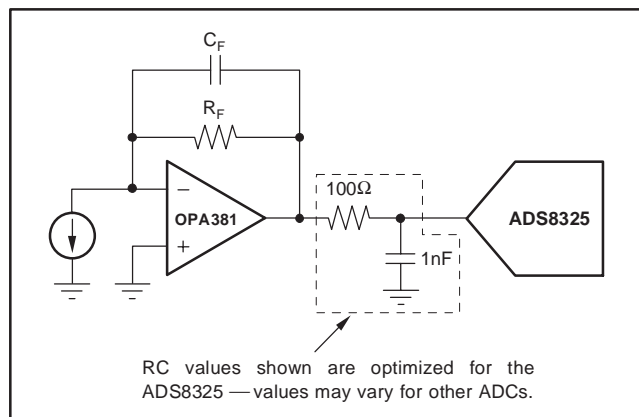 C_F
R_F
100Ω
−
OPA381
+
ADS8325
1nF
RC values shown are optimized for the
ADS8325 — values may vary for other ADCs.